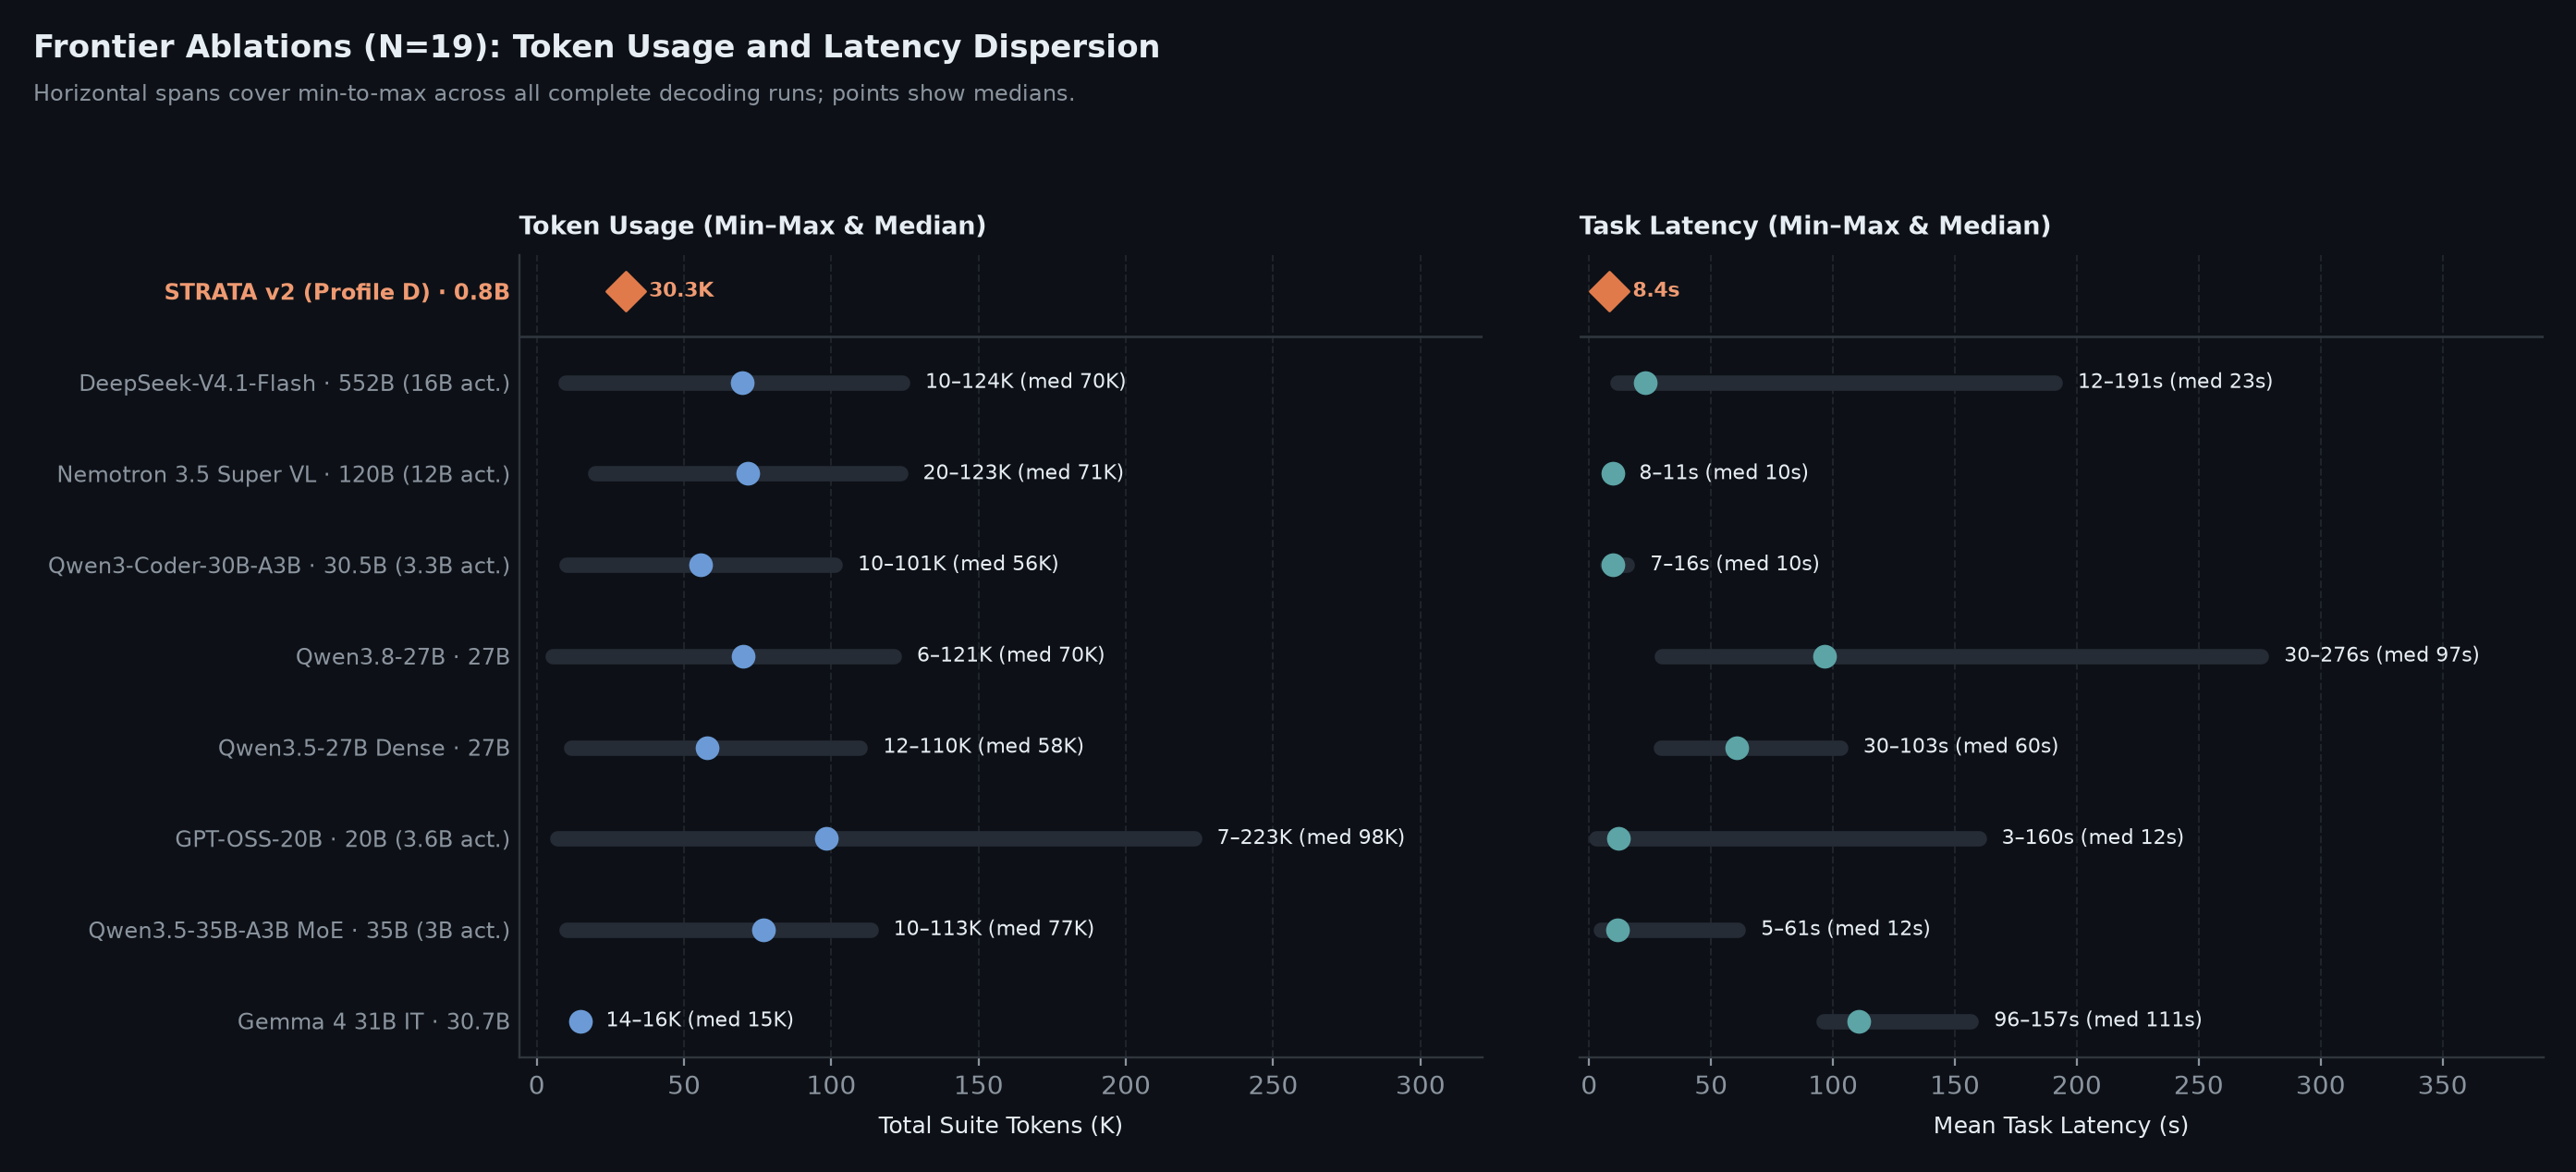 Frontier Ablations (N=19): Token Usage and Latency Dispersion
Horizontal spans cover min-to-max across all complete decoding runs; points show medians.
Token Usage (Min–Max & Median)
Task Latency (Min–Max & Median)
STRATA v2 (Profile D) · 0.8B
30.3K
8.4s
DeepSeek-V4.1-Flash · 552B (16B act.)
10–124K (med 70K)
12–191s (med 23s)
Nemotron 3.5 Super VL · 120B (12B act.)
20–123K (med 71K)
8–11s (med 10s)
Qwen3-Coder-30B-A3B · 30.5B (3.3B act.)
10–101K (med 56K)
7–16s (med 10s)
Qwen3.8-27B · 27B
6–121K (med 70K)
30–276s (med 97s)
Qwen3.5-27B Dense · 27B
12–110K (med 58K)
30–103s (med 60s)
GPT-OSS-20B · 20B (3.6B act.)
7–223K (med 98K)
3–160s (med 12s)
Qwen3.5-35B-A3B MoE · 35B (3B act.)
10–113K (med 77K)
5–61s (med 12s)
Gemma 4 31B IT · 30.7B
14–16K (med 15K)
96–157s (med 111s)
0 50 100 150 200 250 300
0 50 100 150 200 250 300 350
Total Suite Tokens (K)
Mean Task Latency (s)